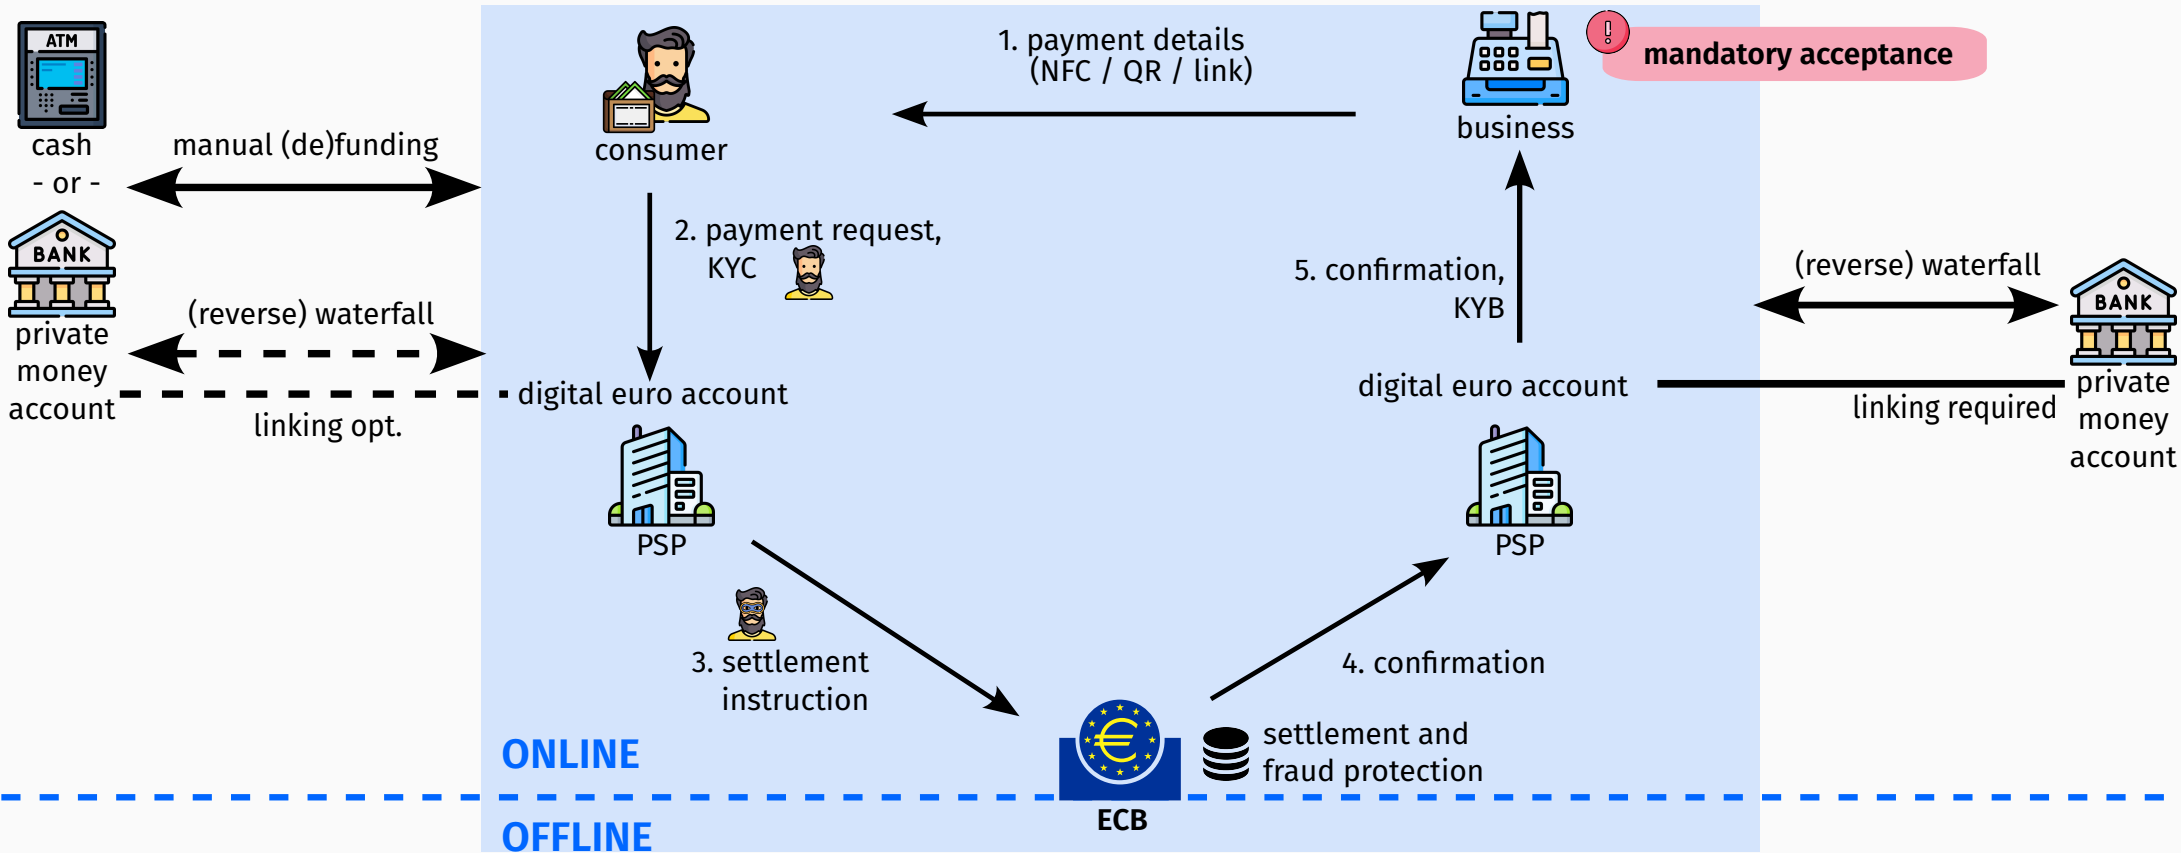 ATM
cash
- or -
BANK
private
money
account
manual (de)funding
(reverse) waterfall
linking opt.
consumer
1. payment details
(NFC / QR / link)
business
mandatory acceptance
2. payment request,
KYC
digital euro account
PSP
3. settlement
instruction
ECB
settlement and
fraud protection
4. confirmation
PSP
digital euro account
5. confirmation,
KYB
(reverse) waterfall
linking required
BANK
private
money
account
ONLINE
OFFLINE